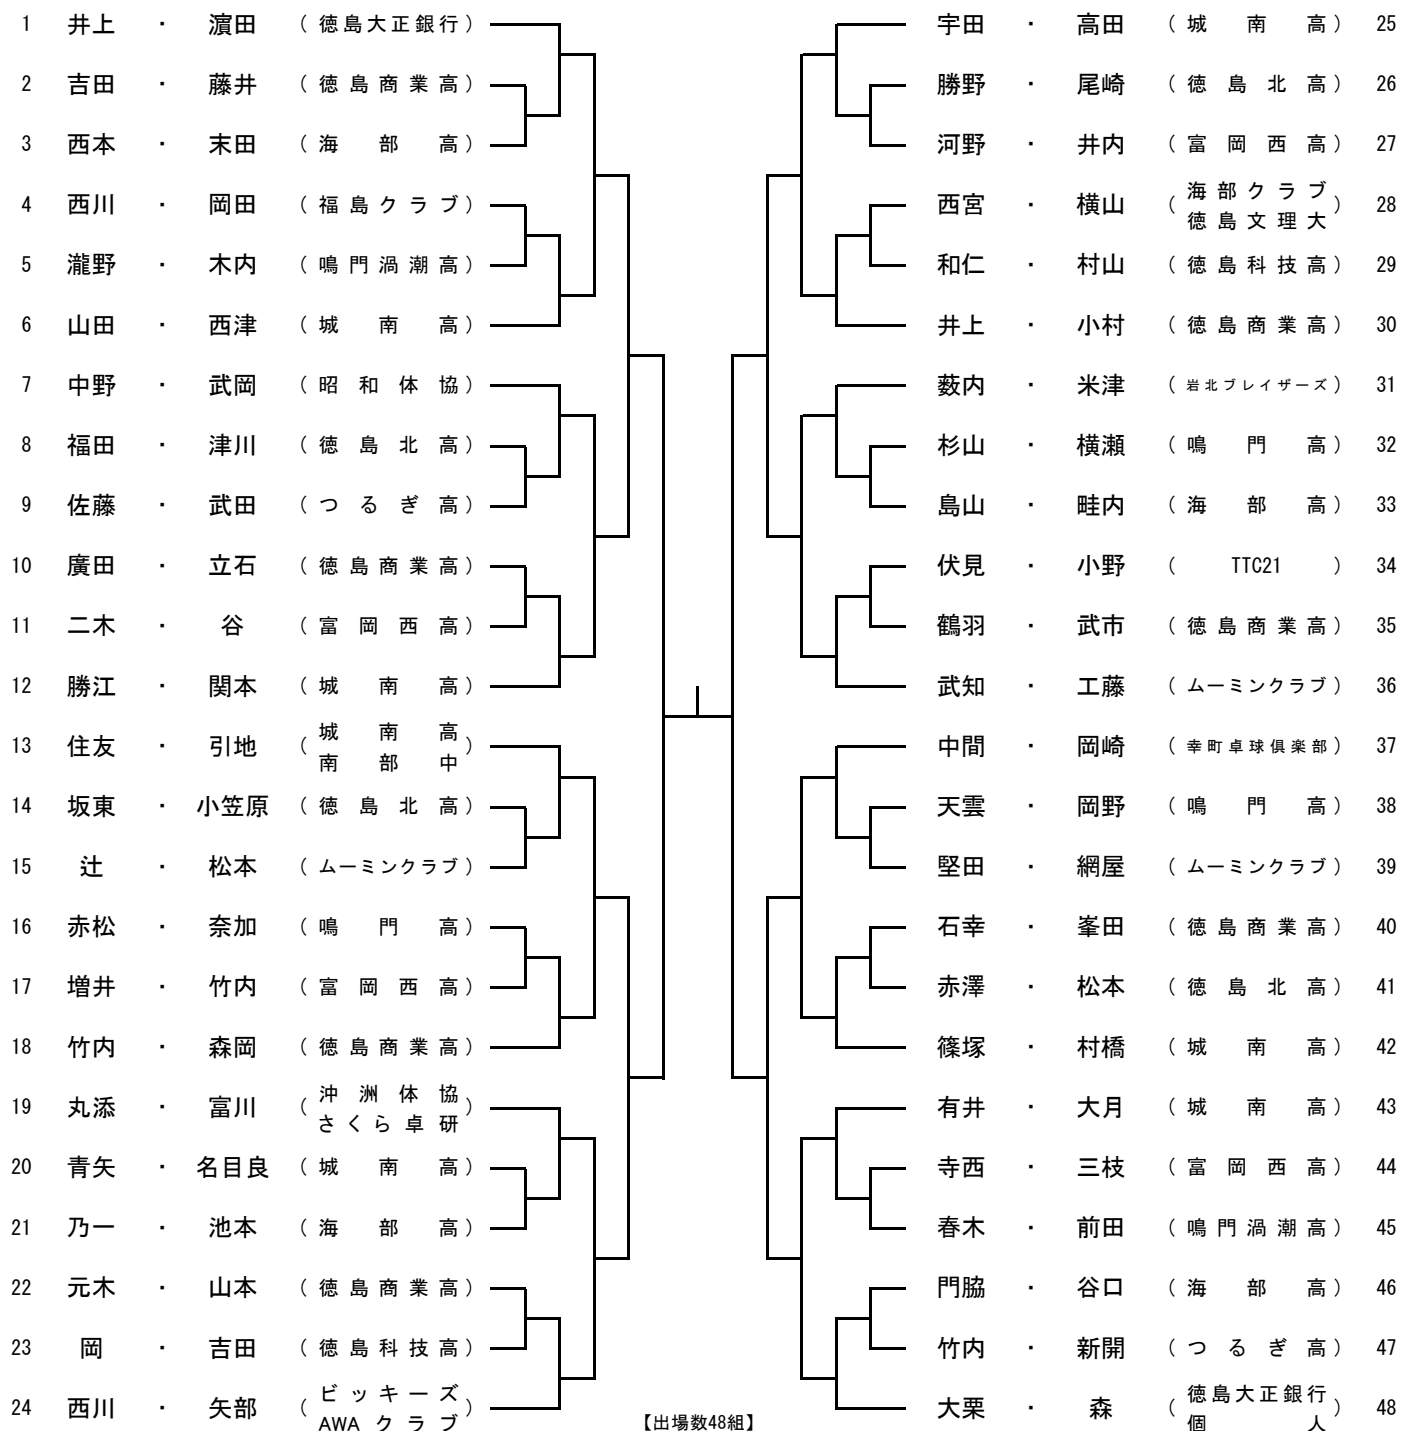 1 井上 ・ 濵田 （徳島大正銀行）
2 吉田 ・ 藤井 （徳島商業高）
3 西本 ・ 末田 （海部高）
4 西川 ・ 岡田 （福島クラブ）
5 瀧野 ・ 木内 （鳴門渦潮高）
6 山田 ・ 西津 （城南高）
7 中野 ・ 武岡 （昭和体協）
8 福田 ・ 津川 （徳島北高）
9 佐藤 ・ 武田 （つるぎ高）
10 廣田 ・ 立石 （徳島商業高）
11 二木 ・ 谷 （富岡西高）
12 勝江 ・ 関本 （城南高）
13 住友 ・ 引地 （城南高
南部中）
14 坂東 ・ 小笠原 （徳島北高）
15 辻 ・ 松本 （ムーミンクラブ）
16 赤松 ・ 奈加 （鳴門高）
17 増井 ・ 竹内 （富岡西高）
18 竹内 ・ 森岡 （徳島商業高）
19 丸添 ・ 富川 （沖洲体協
さくら卓研）
20 青矢 ・ 名目良 （城南高）
21 乃一 ・ 池本 （海部高）
22 元木 ・ 山本 （徳島商業高）
23 岡 ・ 吉田 （徳島科技高）
24 西川 ・ 矢部 （ビッキーズ
AWAクラブ）
宇田 ・ 高田 （城南高） 25
勝野 ・ 尾崎 （徳島北高） 26
河野 ・ 井内 （富岡西高） 27
西宮 ・ 横山 （海部クラブ
徳島文理大） 28
和仁 ・ 村山 （徳島科技高） 29
井上 ・ 小村 （徳島商業高） 30
薮内 ・ 米津 （岩北ブレイザーズ） 31
杉山 ・ 横瀬 （鳴門高） 32
島山 ・ 畦内 （海部高） 33
伏見 ・ 小野 （TTC21） 34
鶴羽 ・ 武市 （徳島商業高） 35
武知 ・ 工藤 （ムーミンクラブ） 36
中間 ・ 岡崎 （幸町卓球倶楽部） 37
天雲 ・ 岡野 （鳴門高） 38
堅田 ・ 網屋 （ムーミンクラブ） 39
石幸 ・ 峯田 （徳島商業高） 40
赤澤 ・ 松本 （徳島北高） 41
篠塚 ・ 村橋 （城南高） 42
有井 ・ 大月 （城南高） 43
寺西 ・ 三枝 （富岡西高） 44
春木 ・ 前田 （鳴門渦潮高） 45
門脇 ・ 谷口 （海部高） 46
竹内 ・ 新開 （つるぎ高） 47
大栗 ・ 森 （徳島大正銀行
個人） 48
【出場数48組】